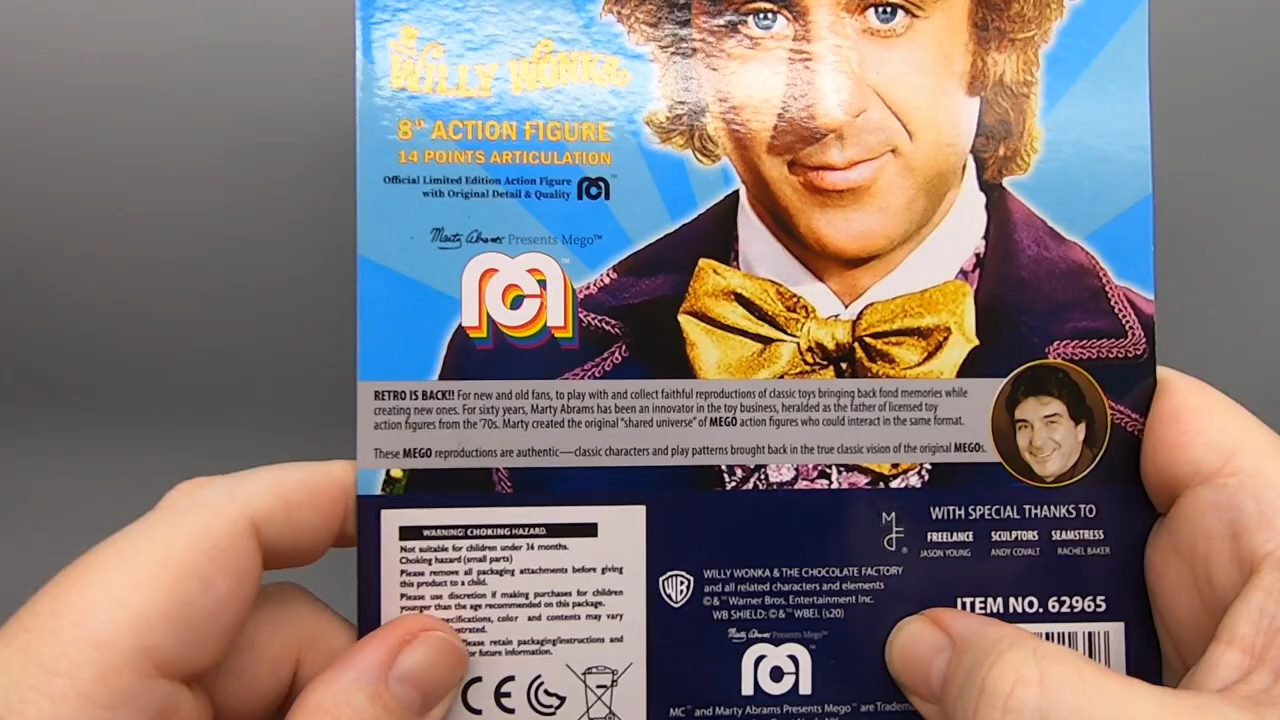 WILLY WONKA
8" ACTION FIGURE
14 POINTS ARTICULATION
Official Limited Edition Action Figure
with Original Detail & Quality
Marty Abrams Presents Mego™
RETRO IS BACK!! For new and old fans, to play with and collect faithful reproductions of classic toys bringing back fond memories while
creating new ones. For sixty years, Marty Abrams has been an innovator in the toy business, heralded as the father of licensed toy
action figures from the '70s. Marty created the original "shared universe" of MEGO action figures who could interact in the same format.
These MEGO reproductions are authentic—classic characters and play patterns brought back in the true classic vision of the original MEGOs.
WARNING: CHOKING HAZARD.
Not suitable for children under 36 months.
Choking hazard (small parts)
Please remove all packaging attachments before giving
this product to a child.
Please use discretion if making purchases for children
younger than the age recommended on this package.
color and contents may vary
Please retain packaging/instructions and
for future information.
CE
WB
WILLY WONKA & THE CHOCOLATE FACTORY
and all related characters and elements
©&™ Warner Bros. Entertainment Inc.
WB SHIELD: ©&™ WBEI. (s20)
Marty Abrams Presents Mego™
MC™ and Marty Abrams Presents Mego™ are
WITH SPECIAL THANKS TO
FREELANCE SCULPTORS SEAMSTRESS
JASON YOUNG ANDY COVALT RACHEL BAKER
ITEM NO. 62965